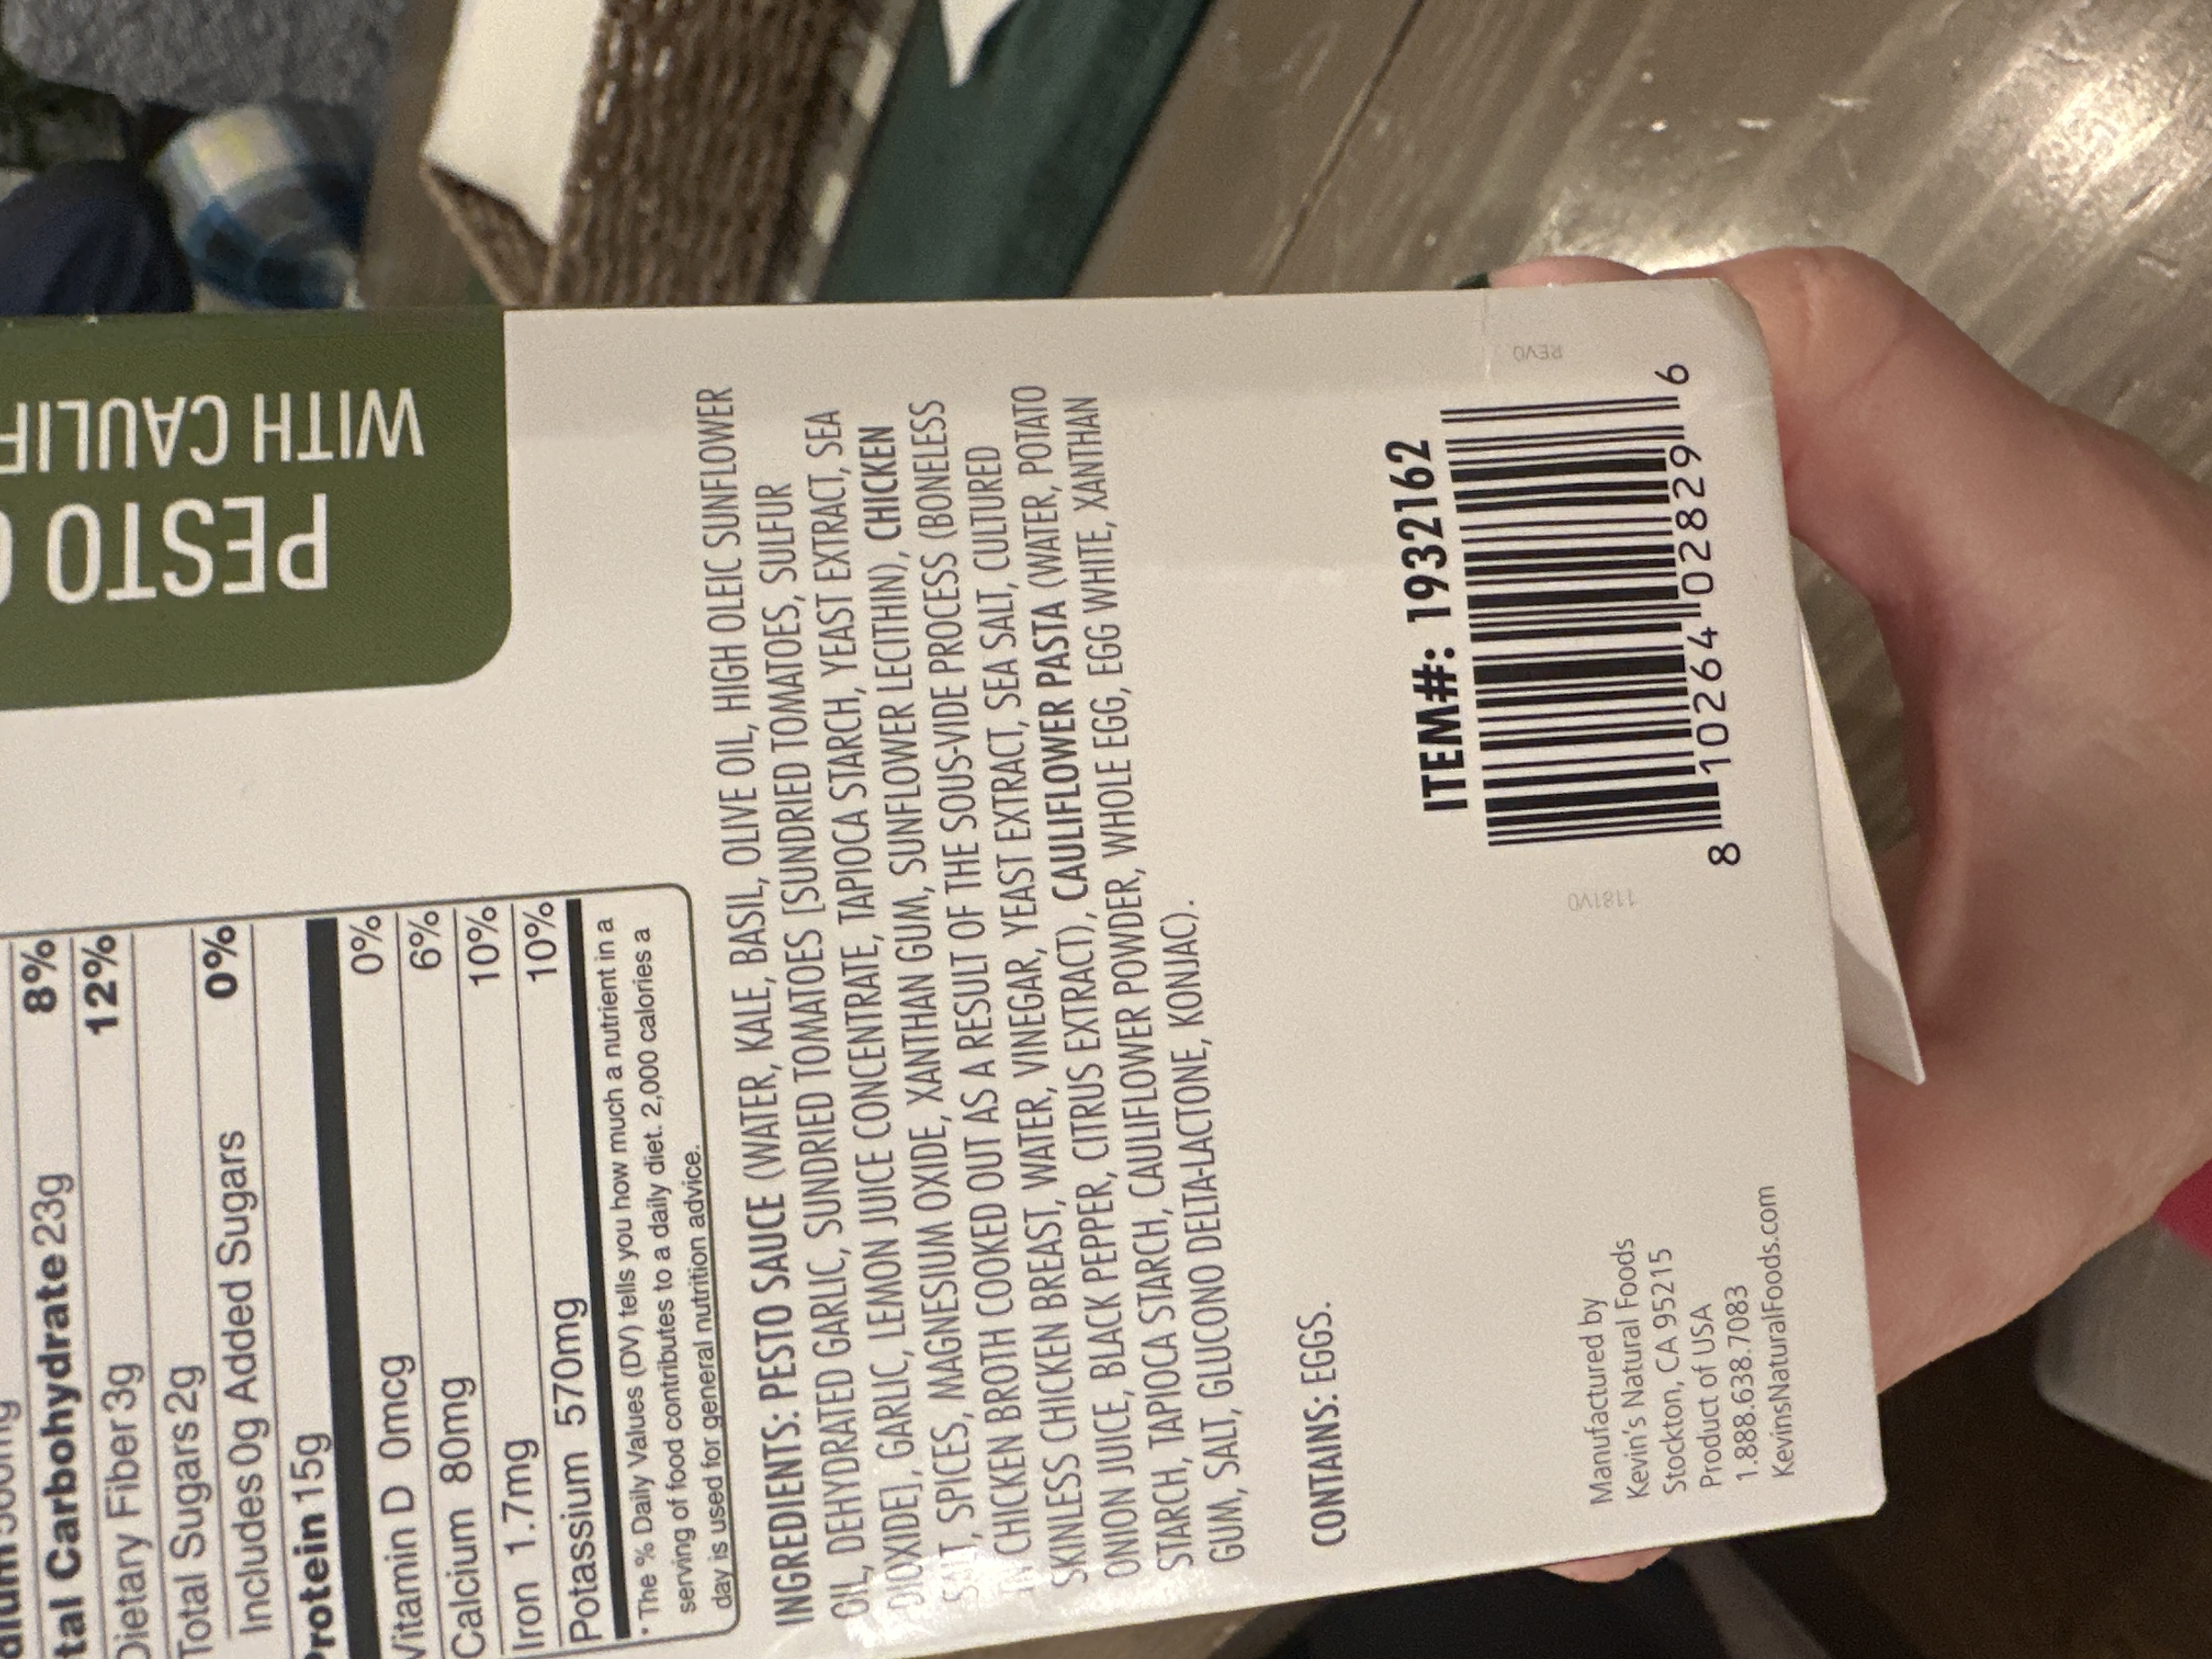 PESTO
WITH CAULIF
8%
tal Carbohydrate 23g 12%
Dietary Fiber 3g
Total Sugars 2g
Includes 0g Added Sugars 0%
Protein 15g
Vitamin D 0mcg 0%
Calcium 80mg 6%
Iron 1.7mg 10%
Potassium 570mg 10%
* The % Daily Values (DV) tells you how much a nutrient in a
serving of food contributes to a daily diet. 2,000 calories a
day is used for general nutrition advice.
INGREDIENTS: PESTO SAUCE (WATER, KALE, BASIL, OLIVE OIL, HIGH OLEIC SUNFLOWER
OIL, DEHYDRATED GARLIC, SUNDRIED TOMATOES [SUNDRIED TOMATOES, SULFUR
DIOXIDE], GARLIC, LEMON JUICE CONCENTRATE, TAPIOCA STARCH, YEAST EXTRACT, SEA
SALT, SPICES, MAGNESIUM OXIDE, XANTHAN GUM, SUNFLOWER LECITHIN), CHICKEN
IN CHICKEN BROTH COOKED OUT AS A RESULT OF THE SOUS-VIDE PROCESS (BONELESS
SKINLESS CHICKEN BREAST, WATER, VINEGAR, YEAST EXTRACT, SEA SALT, CULTURED
ONION JUICE, BLACK PEPPER, CITRUS EXTRACT), CAULIFLOWER PASTA (WATER, POTATO
STARCH, TAPIOCA STARCH, CAULIFLOWER POWDER, WHOLE EGG, EGG WHITE, XANTHAN
GUM, SALT, GLUCONO DELTA-LACTONE, KONJAC).
CONTAINS: EGGS.
ITEM#: 1932162
8 10264 02829 6
REV0
1181V0
Manufactured by
Kevin's Natural Foods
Stockton, CA 95215
Product of USA
1.888.638.7083
KevinsNaturalFoods.com